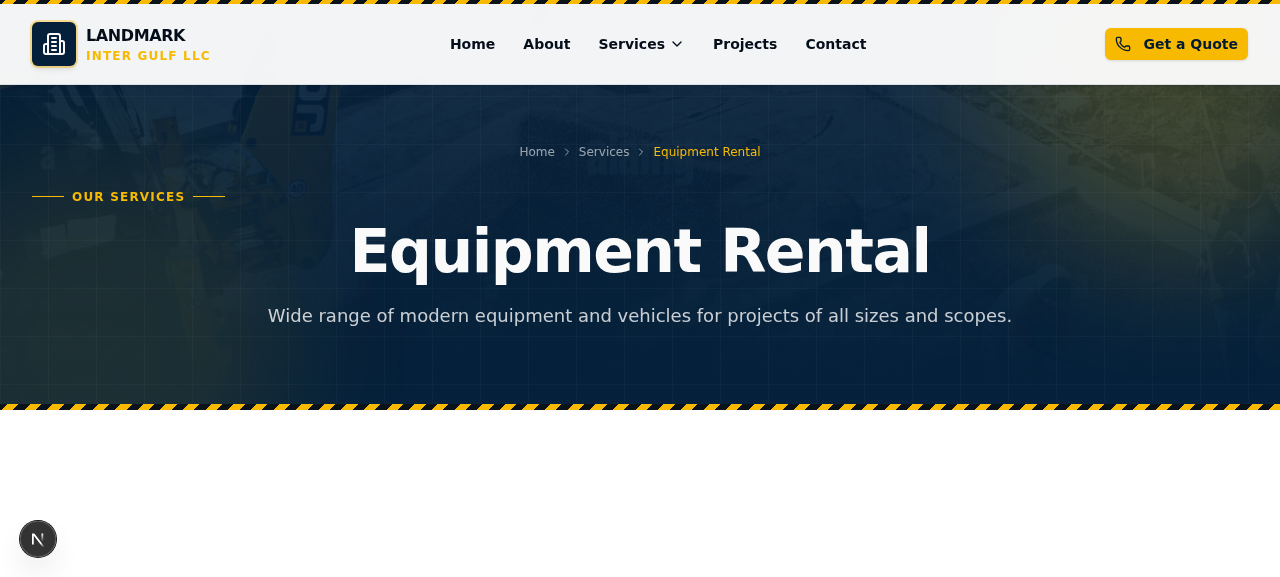 LANDMARK
INTER GULF LLC
Home
About
Services
Projects
Contact
Get a Quote
Home
Services
Equipment Rental
OUR SERVICES
Equipment Rental
Wide range of modern equipment and vehicles for projects of all sizes and scopes.
N